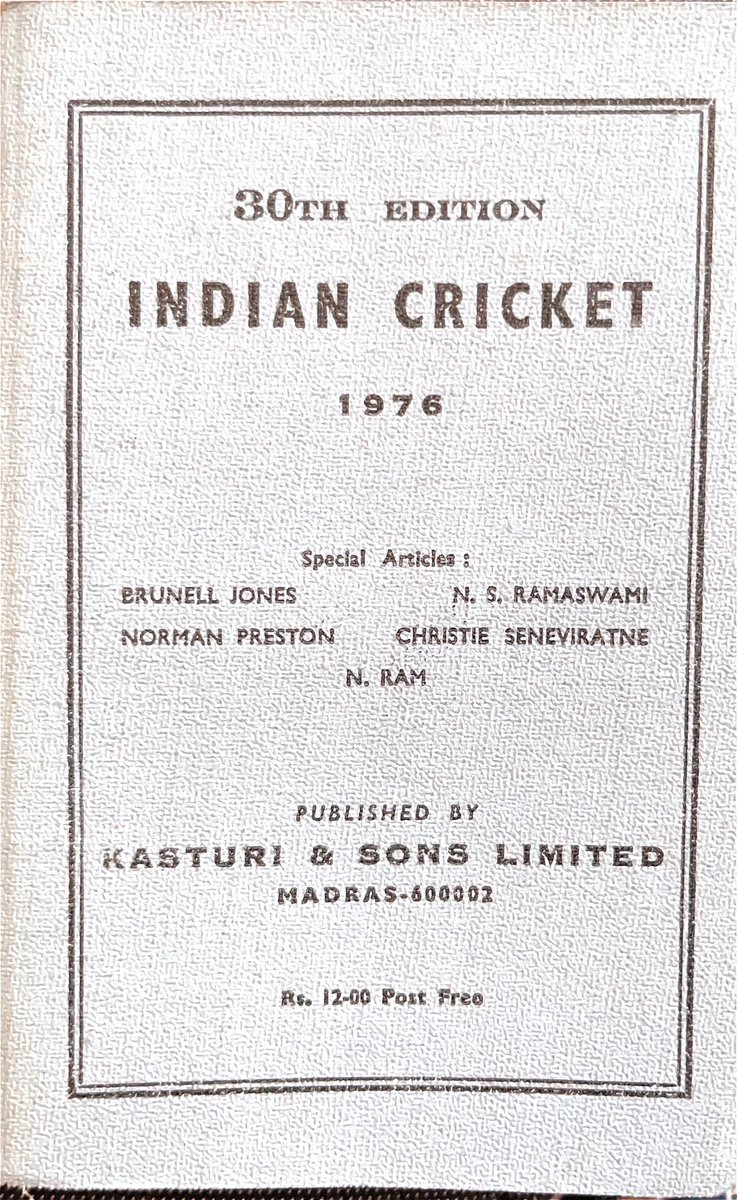 30TH EDITION
INDIAN CRICKET
1976
Special Articles :
BRUNELL JONES N. S. RAMASWAMI
NORMAN PRESTON CHRISTIE SENEVIRATNE
N. RAM
PUBLISHED BY
KASTURI & SONS LIMITED
MADRAS-600002
Rs. 12-00 Post Free